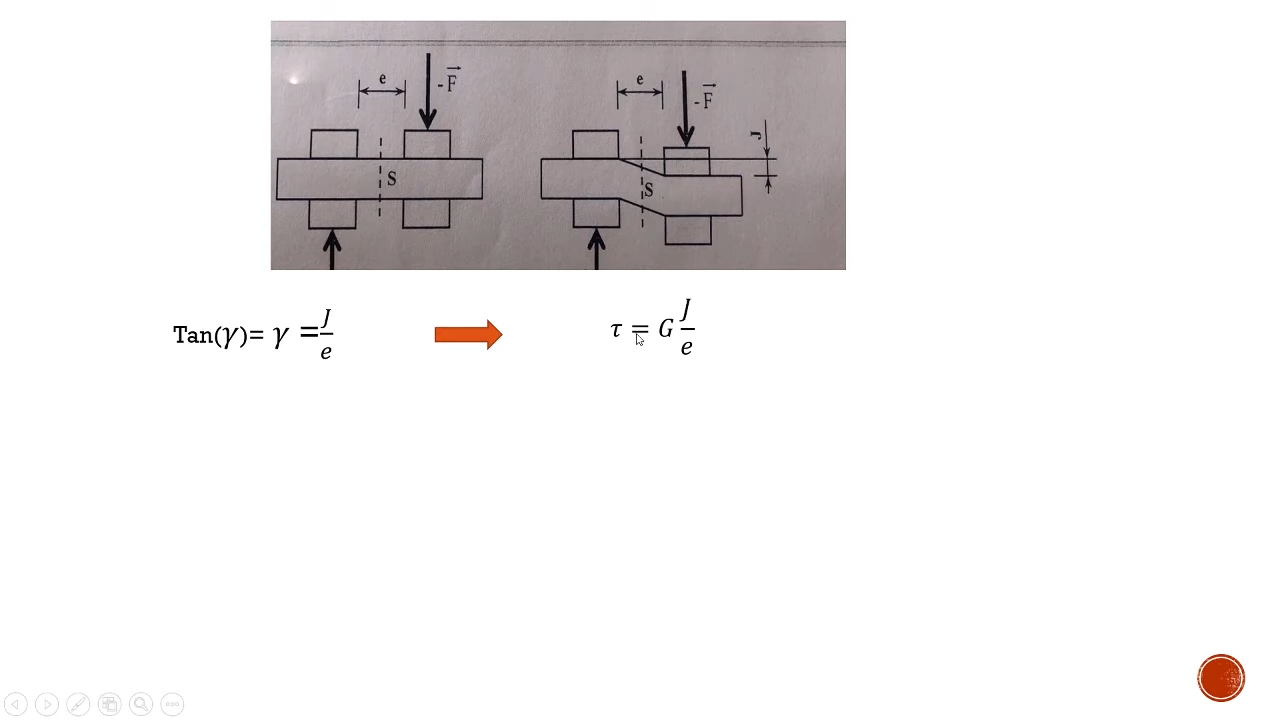 e
- F
e
- F
J
S
S
Tan(γ)= γ = J/e
τ = G J/e